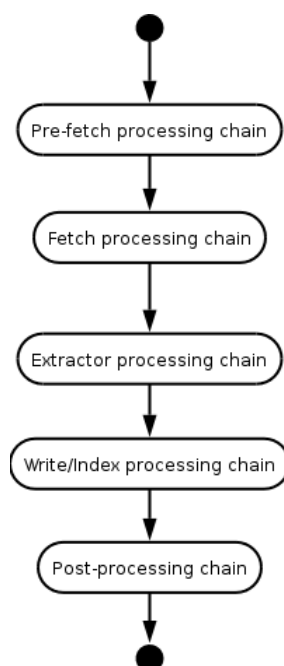 Pre-fetch processing chain
Fetch processing chain
Extractor processing chain
Write/Index processing chain
Post-processing chain